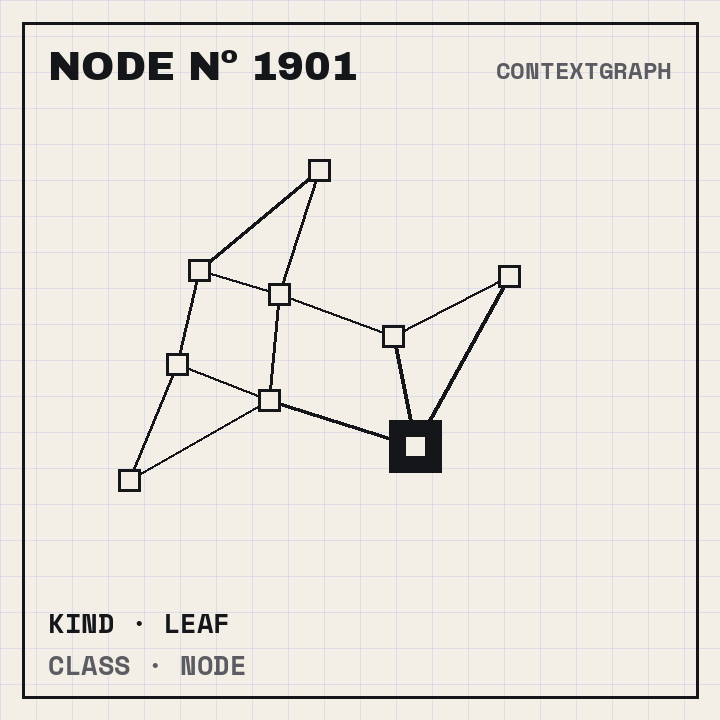 NODE Nº 1901
CONTEXTGRAPH
KIND · LEAF
CLASS · NODE